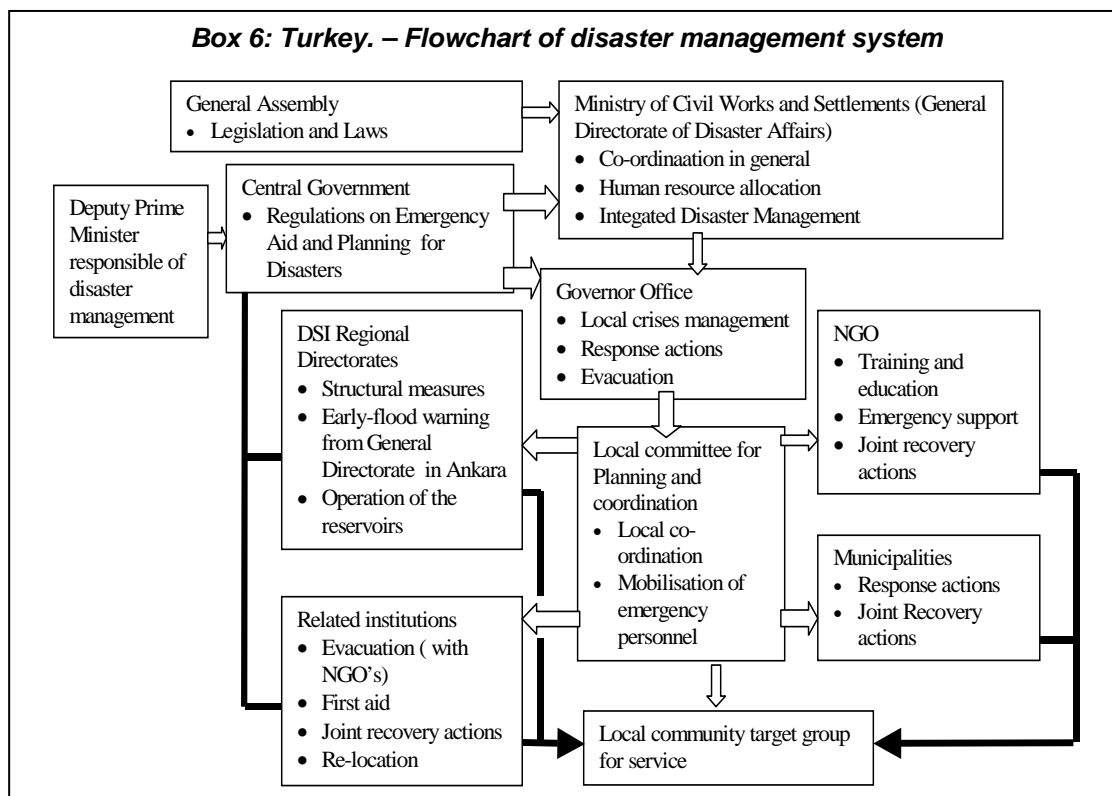 Box 6: Turkey. – Flowchart of disaster management system
General Assembly
• Legislation and Laws
Ministry of Civil Works and Settlements (General
Directorate of Disaster Affairs)
• Co-ordinaation in general
• Human resource allocation
• Integated Disaster Management
Deputy Prime
Minister
responsible of
disaster
management
Central Government
• Regulations on Emergency
Aid and Planning for
Disasters
Governor Office
• Local crises management
• Response actions
• Evacuation
DSI Regional
Directorates
• Structural measures
• Early-flood warning
from General
Directorate in Ankara
• Operation of the
reservoirs
Local committee for
Planning and
coordination
• Local co-
ordination
• Mobilisation of
emergency
personnel
NGO
• Training and
education
• Emergency support
• Joint recovery
actions
Municipalities
• Response actions
• Joint Recovery
actions
Related institutions
• Evacuation ( with
NGO's)
• First aid
• Joint recovery actions
• Re-location
Local community target group
for service